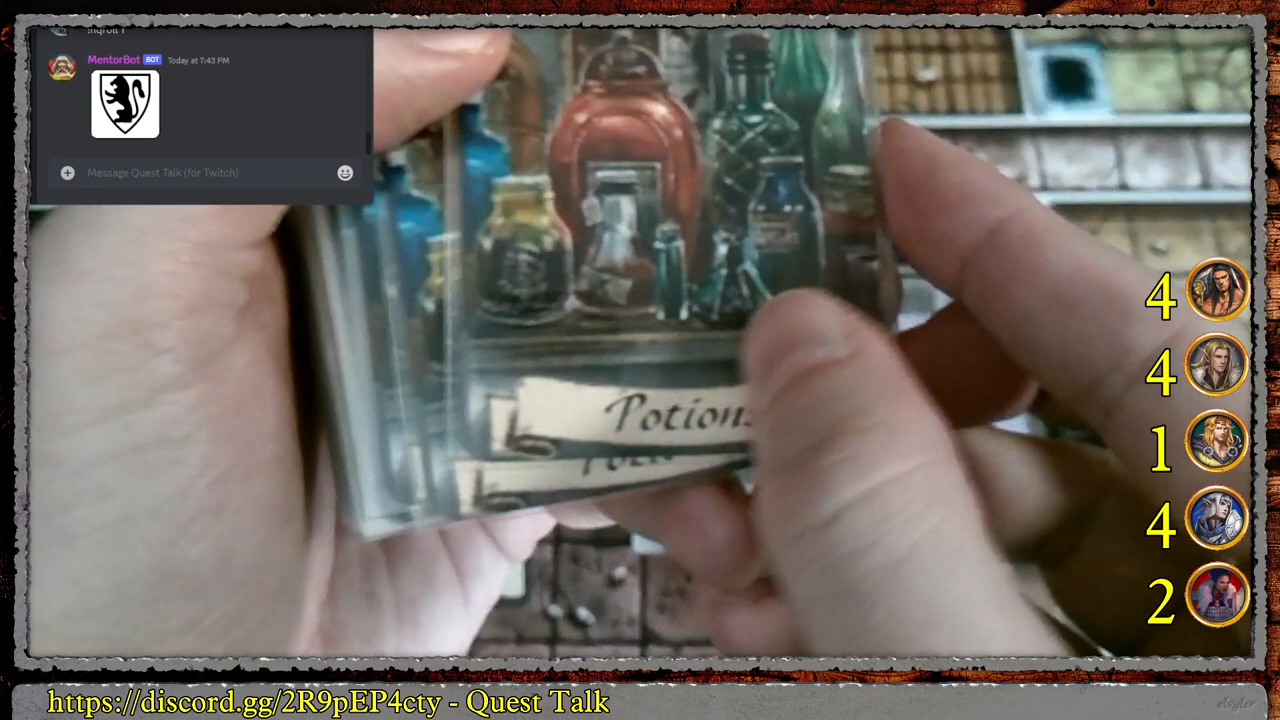 MentorBot BOT Today at 7:43 PM
Message Quest Talk (for Twitch)
4
4
1
4
2
Potions
https://discord.gg/2R9pEP4cty - Quest Talk